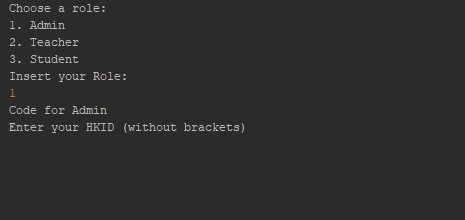 Choose a role:
1. Admin
2. Teacher
3. Student
Insert your Role:
1
Code for Admin
Enter your HKID (without brackets)